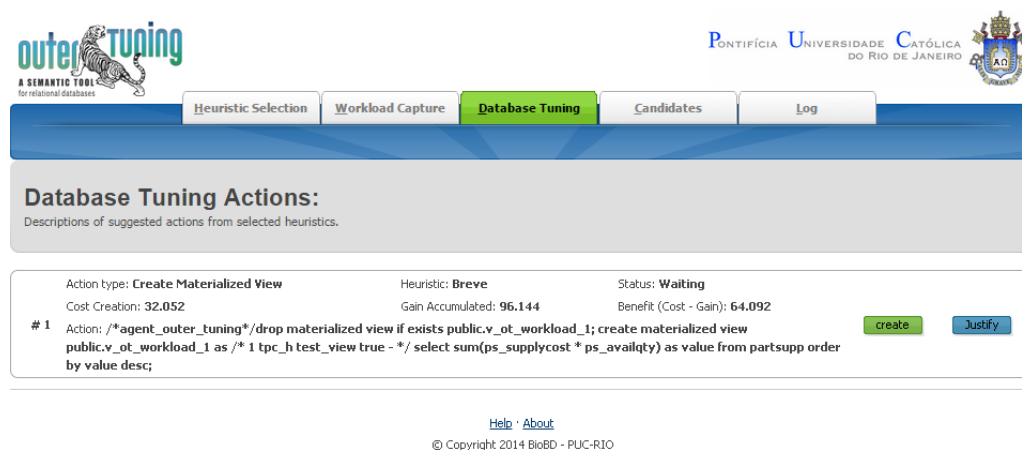 outer Tuning
A SEMANTIC TOOL
for relational databases
PONTIFÍCIA UNIVERSIDADE CATÓLICA
DO RIO DE JANEIRO
Heuristic Selection
Workload Capture
Database Tuning
Candidates
Log
Database Tuning Actions:
Descriptions of suggested actions from selected heuristics.
Action type: Create Materialized View Heuristic: Breve Status: Waiting
Cost Creation: 32.052 Gain Accumulated: 96.144 Benefit (Cost - Gain): 64.092
# 1 Action: /*agent_outer_tuning*/drop materialized view if exists public.v_ot_workload_1; create materialized view
public.v_ot_workload_1 as /* 1 tpc_h test_view true - */ select sum(ps_supplycost * ps_availqty) as value from partsupp order
by value desc;
create
Justify
Help · About
© Copyright 2014 BioBD - PUC-RIO